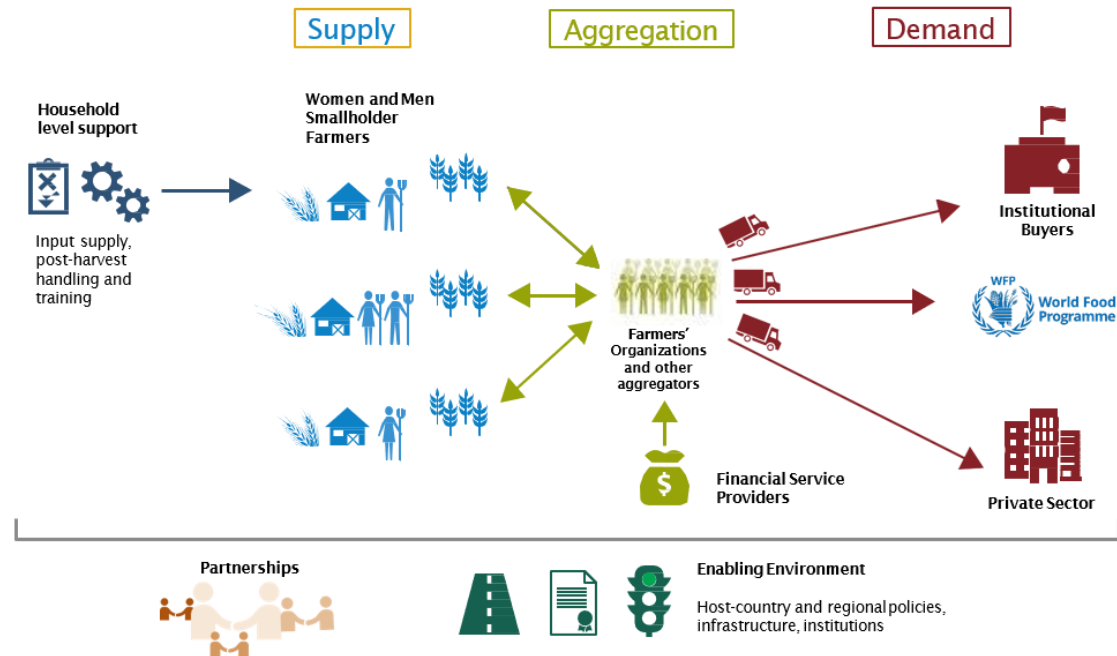 Supply
Aggregation
Demand
Household
level support
Input supply,
post-harvest
handling and
training
Women and Men
Smallholder
Farmers
Farmers'
Organizations
and other
aggregators
$
Financial Service
Providers
Institutional
Buyers
WFP
World Food
Programme
Private Sector
Partnerships
Enabling Environment
Host-country and regional policies,
infrastructure, institutions